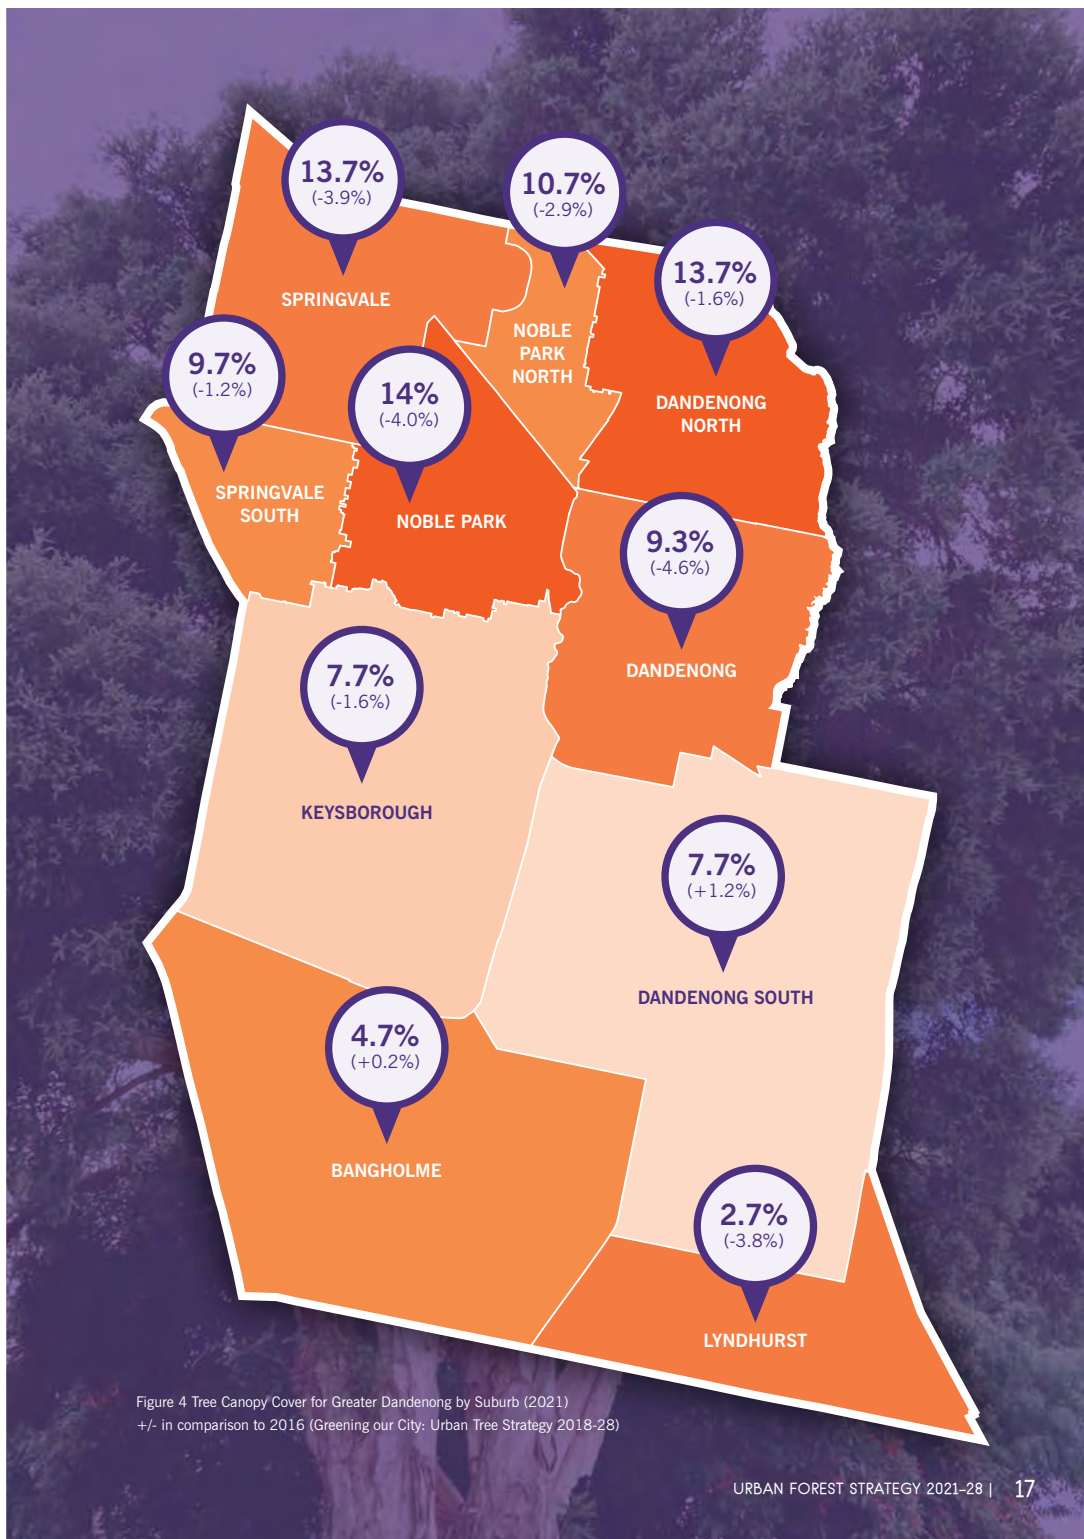 13.7%
(-3.9%)
SPRINGVALE
10.7%
(-2.9%)
NOBLE
PARK
NORTH
13.7%
(-1.6%)
DANDENONG
NORTH
9.7%
(-1.2%)
SPRINGVALE
SOUTH
14%
(-4.0%)
NOBLE PARK
9.3%
(-4.6%)
DANDENONG
7.7%
(-1.6%)
KEYSBOROUGH
7.7%
(+1.2%)
DANDENONG SOUTH
4.7%
(+0.2%)
BANGHOLME
2.7%
(-3.8%)
LYNDHURST
Figure 4 Tree Canopy Cover for Greater Dandenong by Suburb (2021)
+/- in comparison to 2016 (Greening our City: Urban Tree Strategy 2018-28)
URBAN FOREST STRATEGY 2021–28 | 17